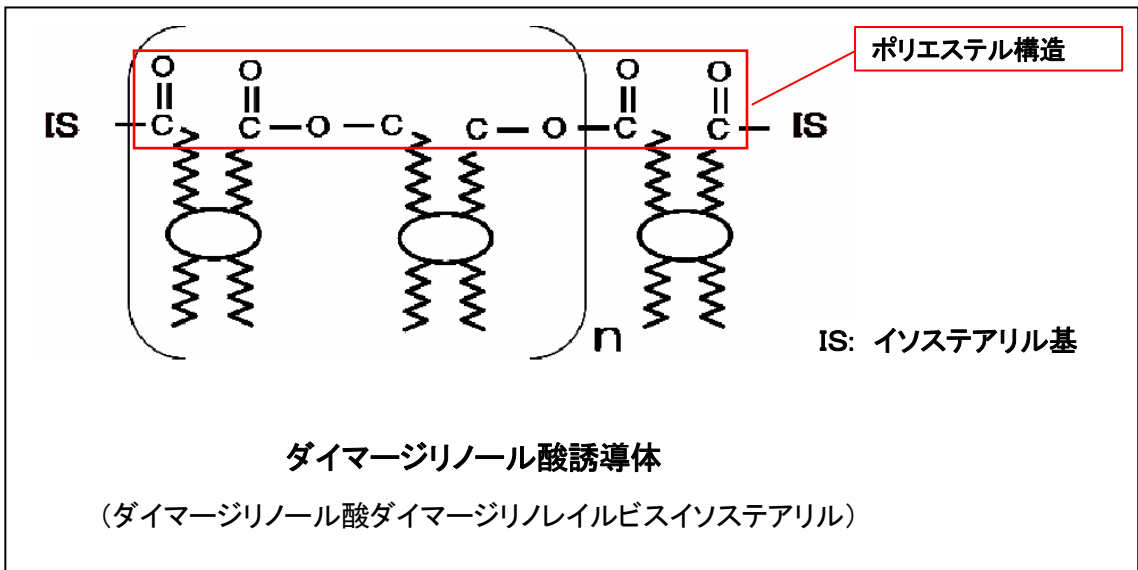 ポリエステル構造
O O O O
IS C C O C C O C C IS
n
IS: イソステアリル基
ダイマージリノール酸誘導体
（ダイマージリノール酸ダイマージリノレイルビスイソステアリル）